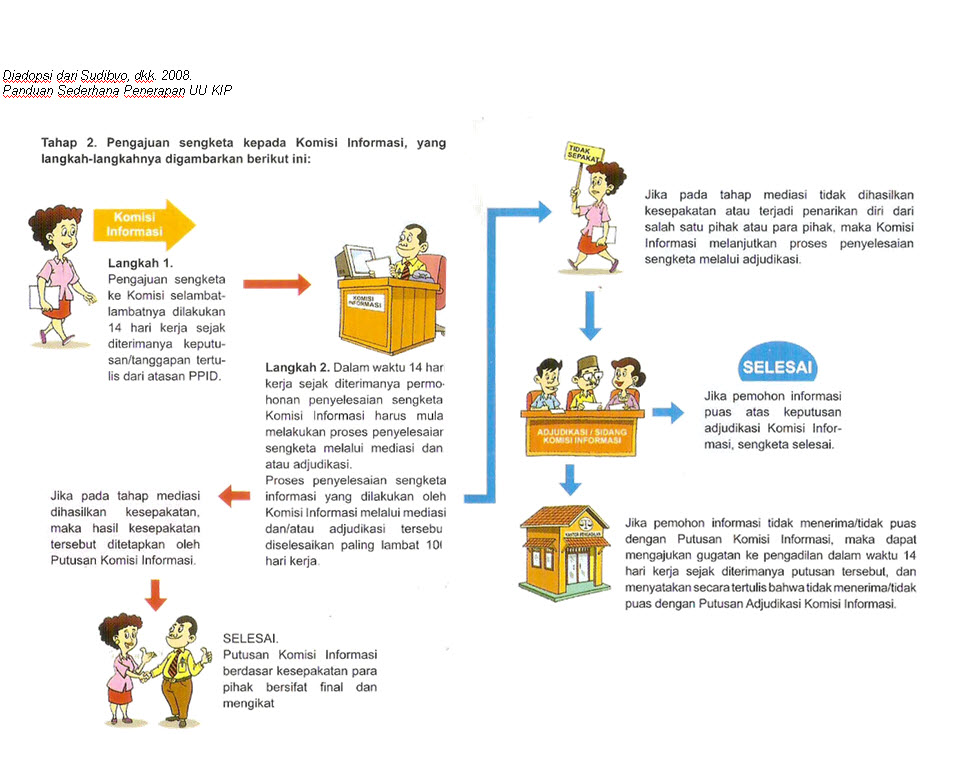 Diadopsi dari Sudibyo, dkk. 2008.
Panduan Sederhana Penerapan UU KIP
Tahap 2. Pengajuan sengketa kepada Komisi Informasi, yang
langkah-langkahnya digambarkan berikut ini:
Komisi
Informasi
Langkah 1.
Pengajuan sengketa
ke Komisi selambat-
lambatnya dilakukan
14 hari kerja sejak
diterimanya keputu-
san/tanggapan tertu-
lis dari atasan PPID.
KOMISI
INFORMASI
Langkah 2. Dalam waktu 14 har
kerja sejak diterimanya permo-
honan penyelesaian sengketa
Komisi Informasi harus mula
melakukan proses penyelesaiar
sengketa melalui mediasi dan
atau adjudikasi.
Proses penyelesaian sengketa
informasi yang dilakukan oleh
Komisi Informasi melalui mediasi
dan/atau adjudikasi tersebu
diselesaikan paling lambat 10
hari kerja.
Jika pada tahap mediasi
dihasilkan kesepakatan,
maka hasil kesepakatan
tersebut ditetapkan oleh
Putusan Komisi Informasi.
SELESAI.
Putusan Komisi Informasi
berdasar kesepakatan para
pihak bersifat final dan
mengikat
TIDAK
SEPAKAT
Jika pada tahap mediasi tidak dihasilkan
kesepakatan atau terjadi penarikan diri dari
salah satu pihak atau para pihak, maka Komisi
Informasi melanjutkan proses penyelesaian
sengketa melalui adjudikasi.
ADJUDIKASI / SIDANG
KOMISI INFORMASI
SELESAI
Jika pemohon informasi
puas atas keputusan
adjudikasi Komisi Infor-
masi, sengketa selesai.
KANTOR PENGADILAN
Jika pemohon informasi tidak menerima/tidak puas
dengan Putusan Komisi Informasi, maka dapat
mengajukan gugatan ke pengadilan dalam waktu 14
hari kerja sejak diterimanya putusan tersebut, dan
menyatakan secara tertulis bahwa tidak menerima/tidak
puas dengan Putusan Adjudikasi Komisi Informasi.